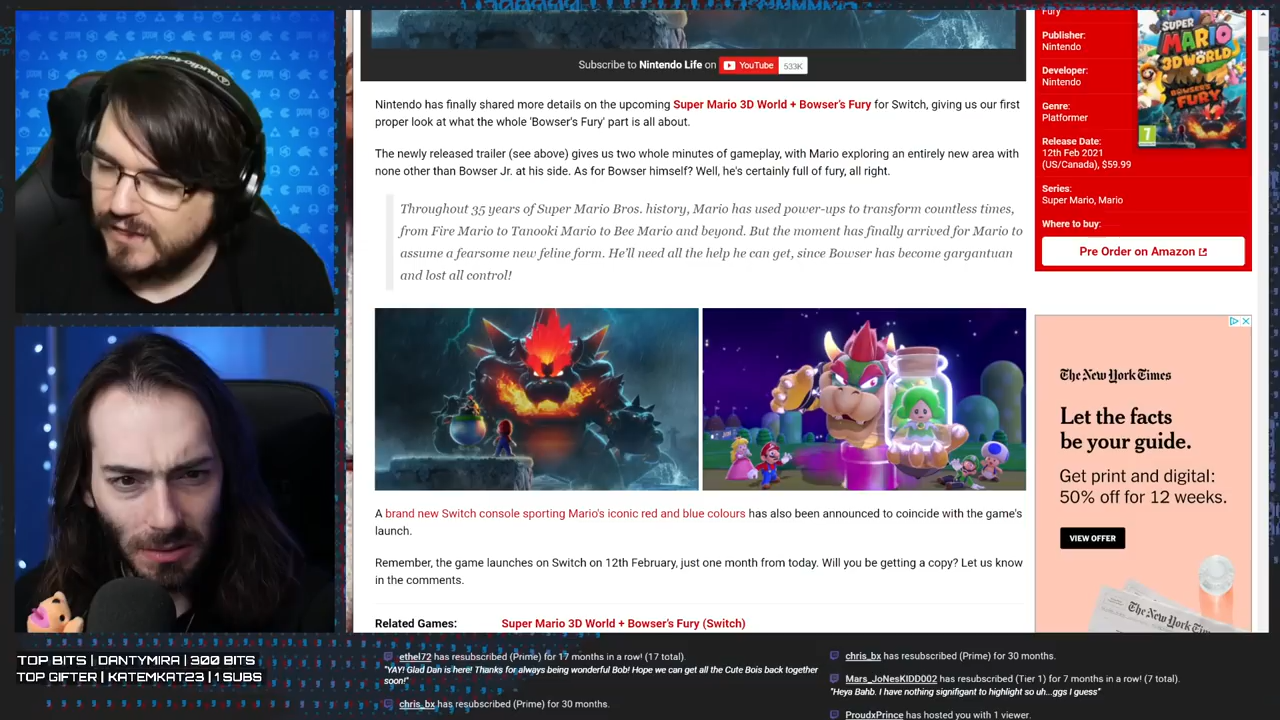 Subscribe to Nintendo Life on YouTube 533K
Nintendo has finally shared more details on the upcoming Super Mario 3D World + Bowser's Fury for Switch, giving us our first
proper look at what the whole 'Bowser's Fury' part is all about.
The newly released trailer (see above) gives us two whole minutes of gameplay, with Mario exploring an entirely new area with
none other than Bowser Jr. at his side. As for Bowser himself? Well, he's certainly full of fury, all right.
Throughout 35 years of Super Mario Bros. history, Mario has used power-ups to transform countless times,
from Fire Mario to Tanooki Mario to Bee Mario and beyond. But the moment has finally arrived for Mario to
assume a fearsome new feline form. He'll need all the help he can get, since Bowser has become gargantuan
and lost all control!
A brand new Switch console sporting Mario's iconic red and blue colours has also been announced to coincide with the game's
launch.
Remember, the game launches on Switch on 12th February, just one month from today. Will you be getting a copy? Let us know
in the comments.
Related Games: Super Mario 3D World + Bowser's Fury (Switch)
Fury
Publisher:
Nintendo
Developer:
Nintendo
Genre:
Platformer
Release Date:
12th Feb 2021
(US/Canada), $59.99
Series:
Super Mario, Mario
Where to buy:
Pre Order on Amazon
SUPER
MARIO
3D WORLD
BOWSER'S
FURY
7
The New York Times
Let the facts
be your guide.
Get print and digital:
50% off for 12 weeks.
VIEW OFFER
The New York
TOP BITS | DANTYMIRA | 300 BITS
TOP GIFTER | KATEMKAT23 | 1 SUBS
ethel72 has resubscribed (Prime) for 17 months in a row! (17 total).
"YAY! Glad Dan is here! Thanks for always being wonderful Bob! Hope we can get all the Cute Bois back together
soon!"
chris_bx has resubscribed (Prime) for 30 months.
chris_bx has resubscribed (Prime) for 30 months.
Mars_JoNesKIDD002 has resubscribed (Tier 1) for 7 months in a row! (7 total).
"Heya Bahb. I have nothing signifigant to highlight so uh...ggs I guess"
ProudxPrince has hosted you with 1 viewer.